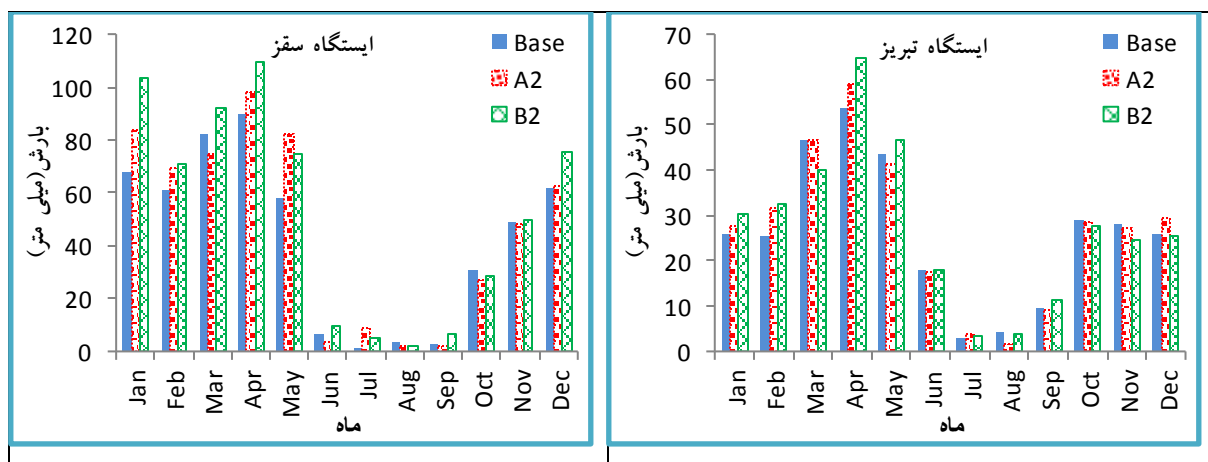 ایستگاه سقز
Base
A2
B2
بارش(میلی متر)
120
100
80
60
40
20
0
Jan
Feb
Mar
Apr
May
Jun
Jul
Aug
Sep
Oct
Nov
Dec
ماه
ایستگاه تبریز
Base
A2
B2
بارش(میلی متر)
70
60
50
40
30
20
10
0
Jan
Feb
Mar
Apr
May
Jun
Jul
Aug
Sep
Oct
Nov
Dec
ماه